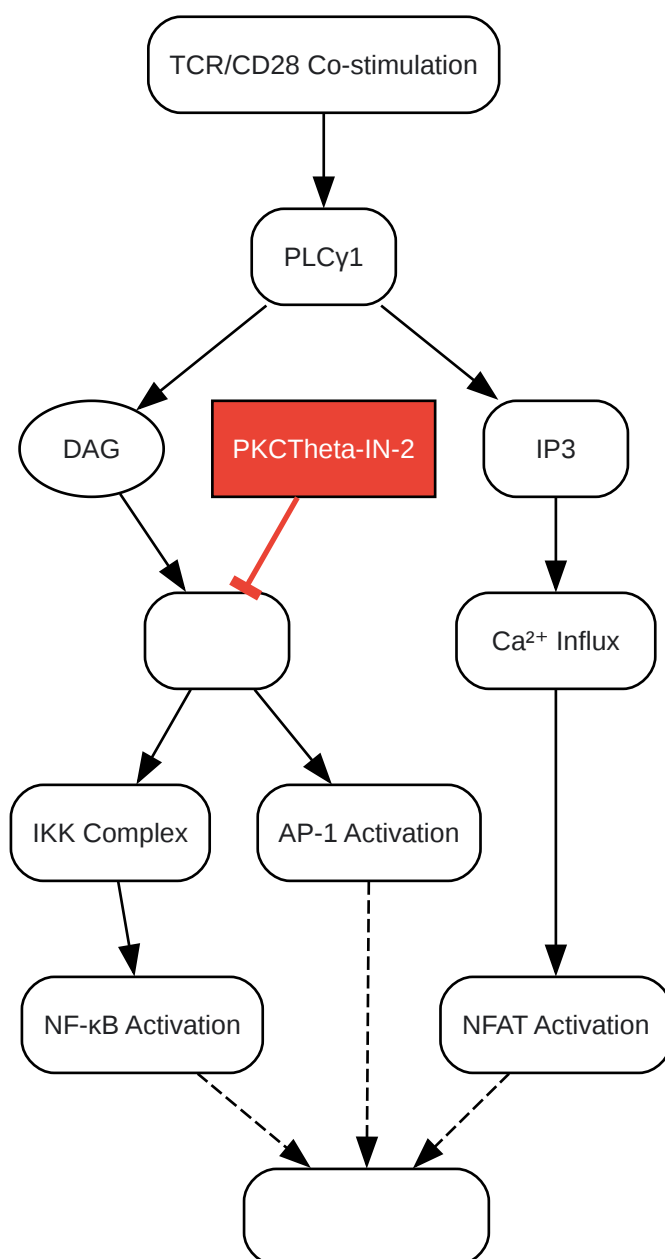 TCR/CD28 Co-stimulation
PLCγ1
DAG
PKCTheta-IN-2
IP3
Ca²⁺ Influx
IKK Complex
AP-1 Activation
NF-κB Activation
NFAT Activation